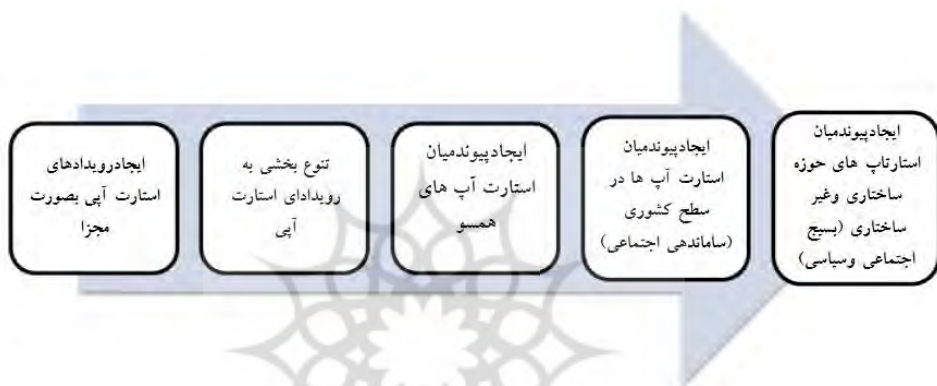 ایجادرویدادهای
استارت آپی بصورت
مجزا
تنوع بخشی به
رویدادای استارت
آپی
ایجادپیوندمیان
استارت آپ های
همسو
ایجادپیوندمیان
استارت آپ ها در
سطح کشوری
(ساماندهی اجتماعی)
ایجادپیوندمیان
استارتاپ های حوزه
ساختاری وغیر
ساختاری (بسیج
اجتماعی وسیاسی)